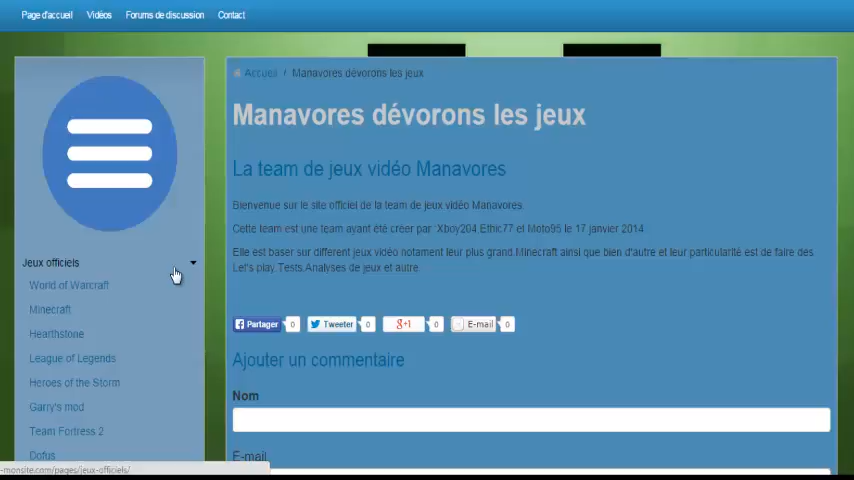 Page d'accueil Vidéos Forums de discussion Contact
Accueil / Manavores dévorons les jeux
Manavores dévorons les jeux
La team de jeux vidéo Manavores
Bienvenue sur le site officiel de la team de jeux vidéo Manavores.
Cette team est une team ayant été créer par :Xboy204,Ethic77 et Moto95 le 17 janvier 2014
Elle est baser sur different jeux vidéo notament leur plus grand Minecraft ainsi que bien d'autre et leur particularité est de faire des
Let's play,Tests,Analyses de jeux et autre.
Partager 0 Tweeter 0 g+1 0 E-mail 0
Ajouter un commentaire
Nom
E-mail
Jeux officiels
World of Warcraft
Minecraft
Hearthstone
League of Legends
Heroes of the Storm
Garry's mod
Team Fortress 2
Dofus
-monsite.com/pages/jeux-officiels/